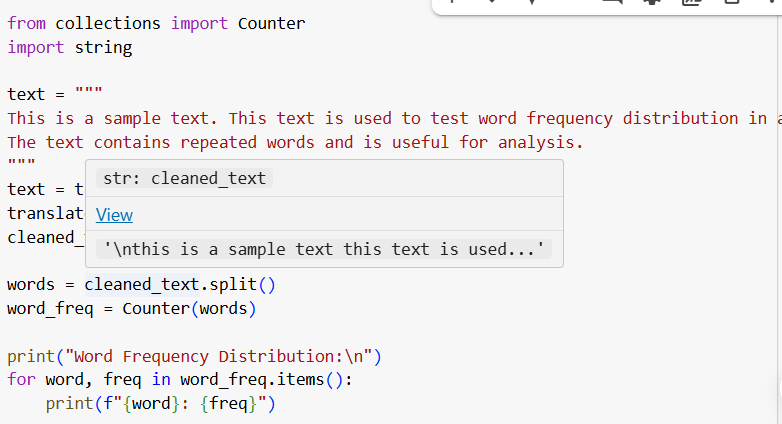 from collections import Counter
import string
text = """
This is a sample text. This text is used to test word frequency distribution in
The text contains repeated words and is useful for analysis.
"""
str: cleaned_text
text = t
View
translat
cleaned_
'\nthis is a sample text this text is used...'
words = cleaned_text.split()
word_freq = Counter(words)
print("Word Frequency Distribution:\n")
for word, freq in word_freq.items():
    print(f"{word}: {freq}")